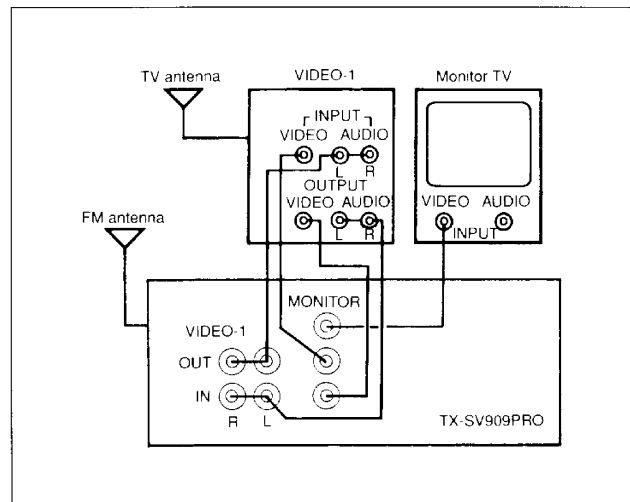 TV antenna
VIDEO-1
Monitor TV
INPUT
VIDEO AUDIO
L R
OUTPUT
VIDEO AUDIO
L R
VIDEO AUDIO
INPUT
FM antenna
MONITOR
VIDEO-1
OUT
IN
R L
TX-SV909PRO